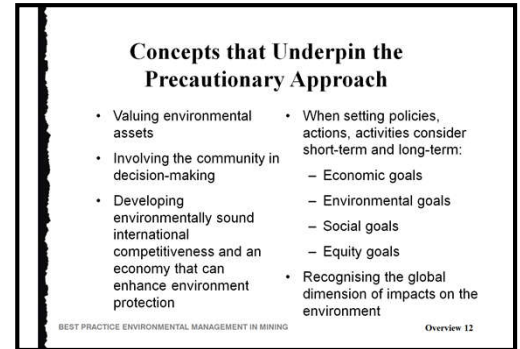 Concepts that Underpin the
Precautionary Approach
• Valuing environmental
assets
• Involving the community in
decision-making
• Developing
environmentally sound
international
competitiveness and an
economy that can
enhance environment
protection
• When setting policies,
actions, activities consider
short-term and long-term:
– Economic goals
– Environmental goals
– Social goals
– Equity goals
• Recognising the global
dimension of impacts on the
environment
BEST PRACTICE ENVIRONMENTAL MANAGEMENT IN MINING
Overview 12